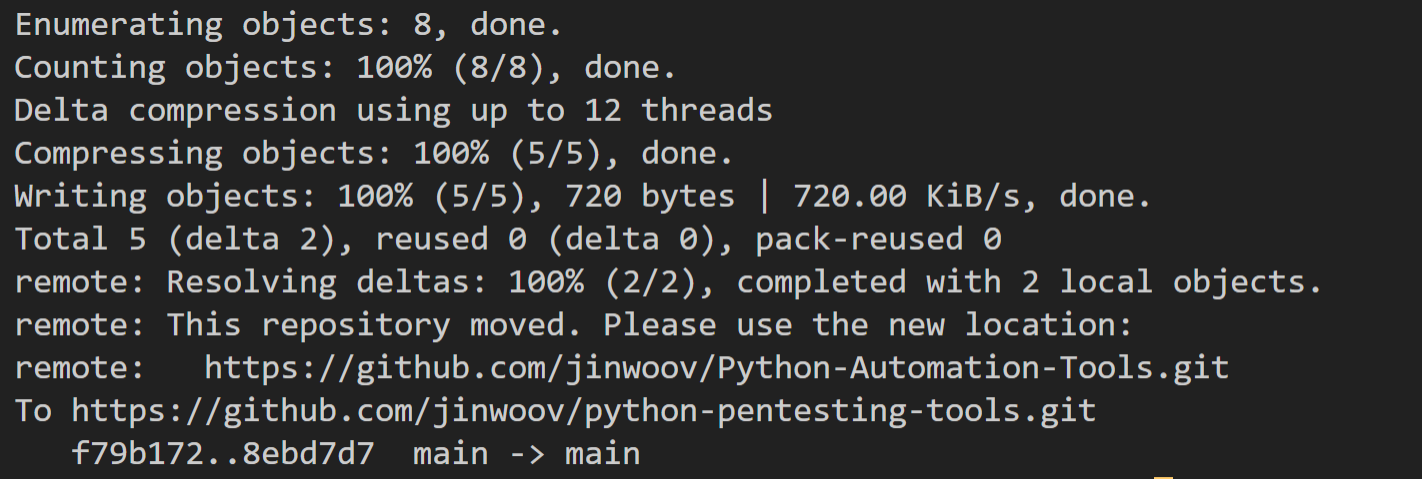 Enumerating objects: 8, done.
Counting objects: 100% (8/8), done.
Delta compression using up to 12 threads
Compressing objects: 100% (5/5), done.
Writing objects: 100% (5/5), 720 bytes | 720.00 KiB/s, done.
Total 5 (delta 2), reused 0 (delta 0), pack-reused 0
remote: Resolving deltas: 100% (2/2), completed with 2 local objects.
remote: This repository moved. Please use the new location:
remote:   https://github.com/jinwoov/Python-Automation-Tools.git
To https://github.com/jinwoov/python-pentesting-tools.git
   f79b172..8ebd7d7  main -> main